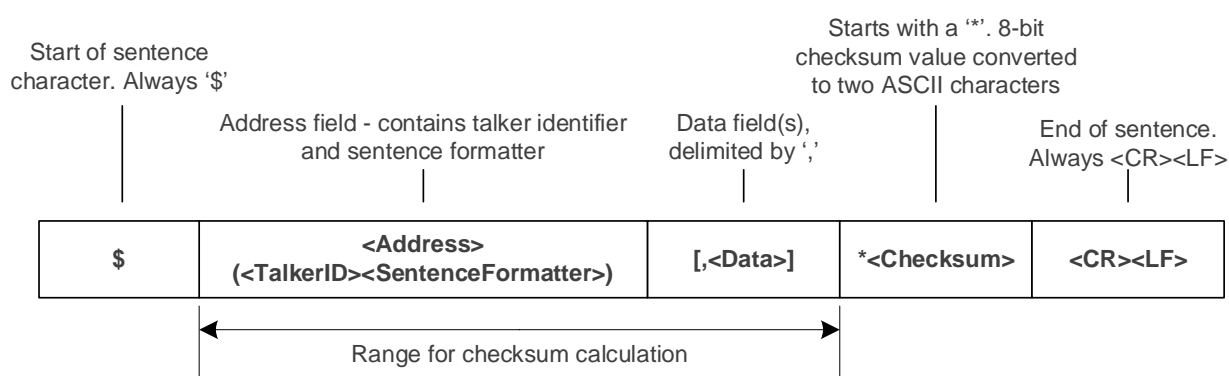 Start of sentence
character. Always ‘$’
Address field - contains talker identifier
and sentence formatter
Data field(s),
delimited by ‘,’
Starts with a ‘*’. 8-bit
checksum value converted
to two ASCII characters
End of sentence.
Always <CR><LF>
$
<Address>
(<TalkerID><SentenceFormatter>)
[,<Data>]
*<Checksum>
<CR><LF>
Range for checksum calculation